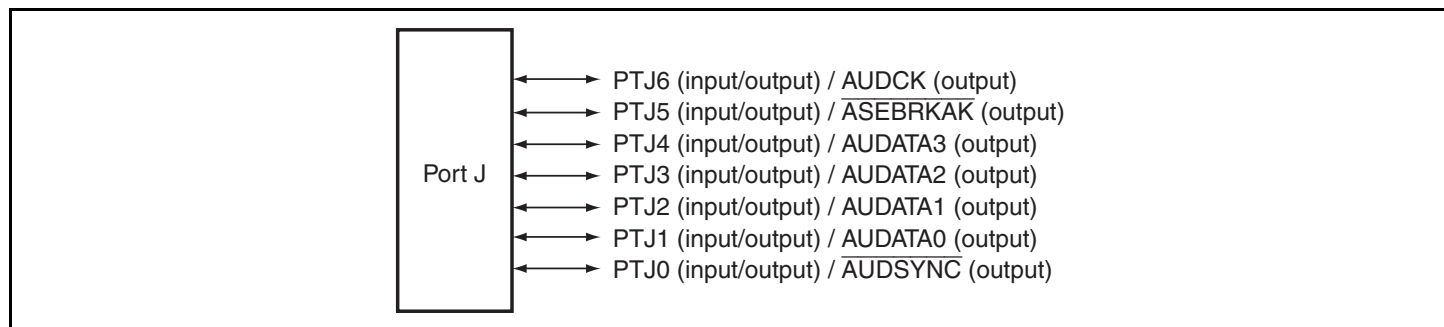 Port J
PTJ6 (input/output) / AUDCK (output)
PTJ5 (input/output) / ASEBRKAK (output)
PTJ4 (input/output) / AUDATA3 (output)
PTJ3 (input/output) / AUDATA2 (output)
PTJ2 (input/output) / AUDATA1 (output)
PTJ1 (input/output) / AUDATA0 (output)
PTJ0 (input/output) / AUDSYNC (output)